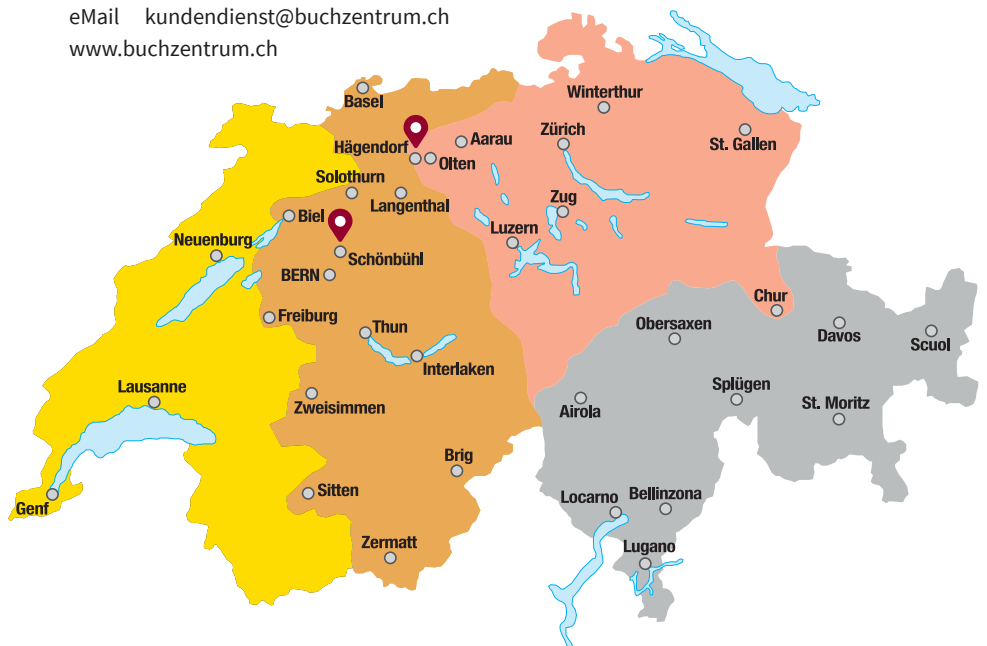 eMail kundendienst@buchzentrum.ch
www.buchzentrum.ch
Basel
Winterthur
Zürich
St. Gallen
Aarau
Hägendorf
Olten
Solothurn
Langenthal
Zug
Biel
Luzern
Neuenburg
Schönbühl
BERN
Chur
Freiburg
Thun
Obersaxen
Davos
Scuol
Interlaken
Lausanne
Zweisimmen
Airola
Splügen
St. Moritz
Brig
Sitten
Locarno
Bellinzona
Genf
Zermatt
Lugano